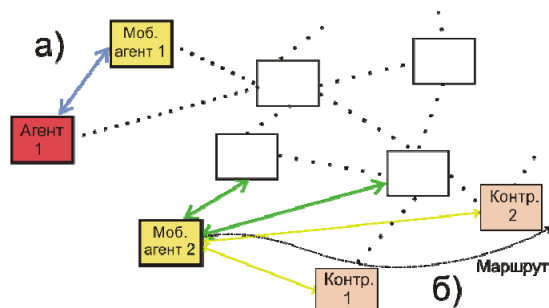 а)
Моб.
агент 1
Агент
1
Моб.
агент 2
Контр.
2
Маршрут
Контр.
1
б)